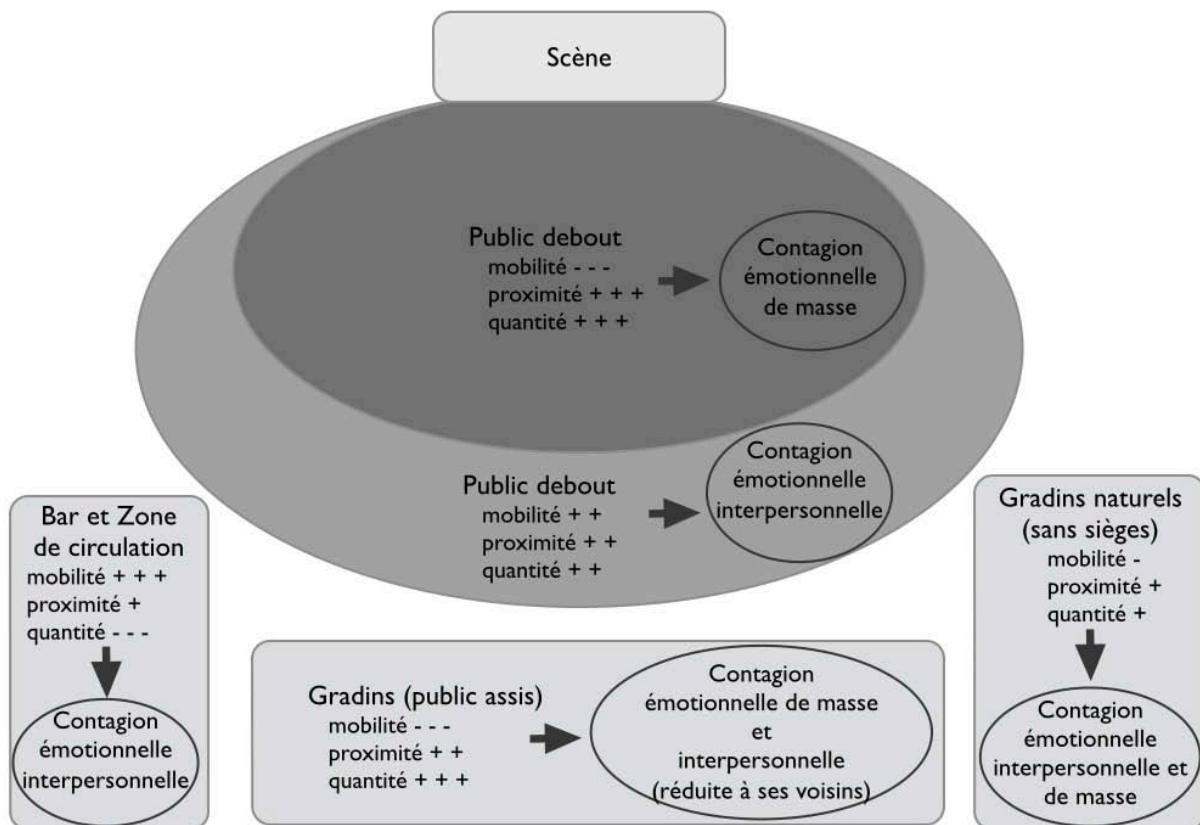 Scène
Public debout
mobilité - - -
proximité + + +
quantité + + +
Contagion
émotionnelle
de masse
Public debout
mobilité + +
proximité + +
quantité + +
Contagion
émotionnelle
interpersonnelle
Bar et Zone
de circulation
mobilité + + +
proximité +
quantité - - -
Contagion
émotionnelle
interpersonnelle
Gradins (public assis)
mobilité - - -
proximité + +
quantité + + +
Contagion
émotionnelle de masse
et
interpersonnelle
(réduite à ses voisins)
Gradins naturels
(sans sièges)
mobilité -
proximité +
quantité +
Contagion
émotionnelle
interpersonnelle et
de masse